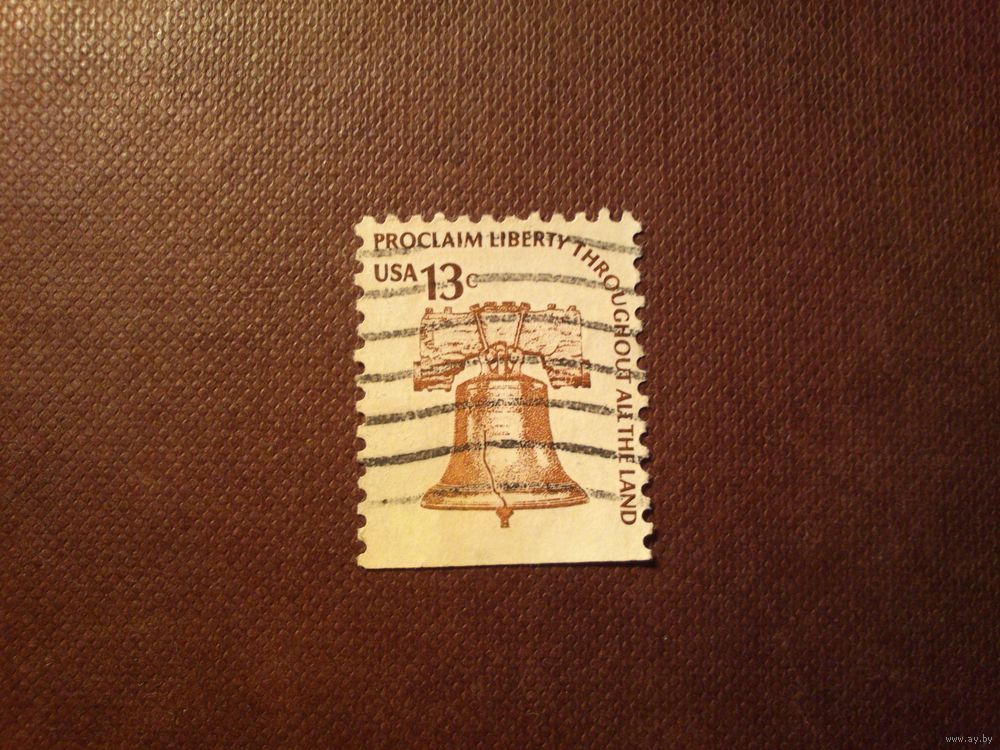 PROCLAIM LIBERTY THROUGHOUT ALL THE LAND
USA 13c
www.ay.by